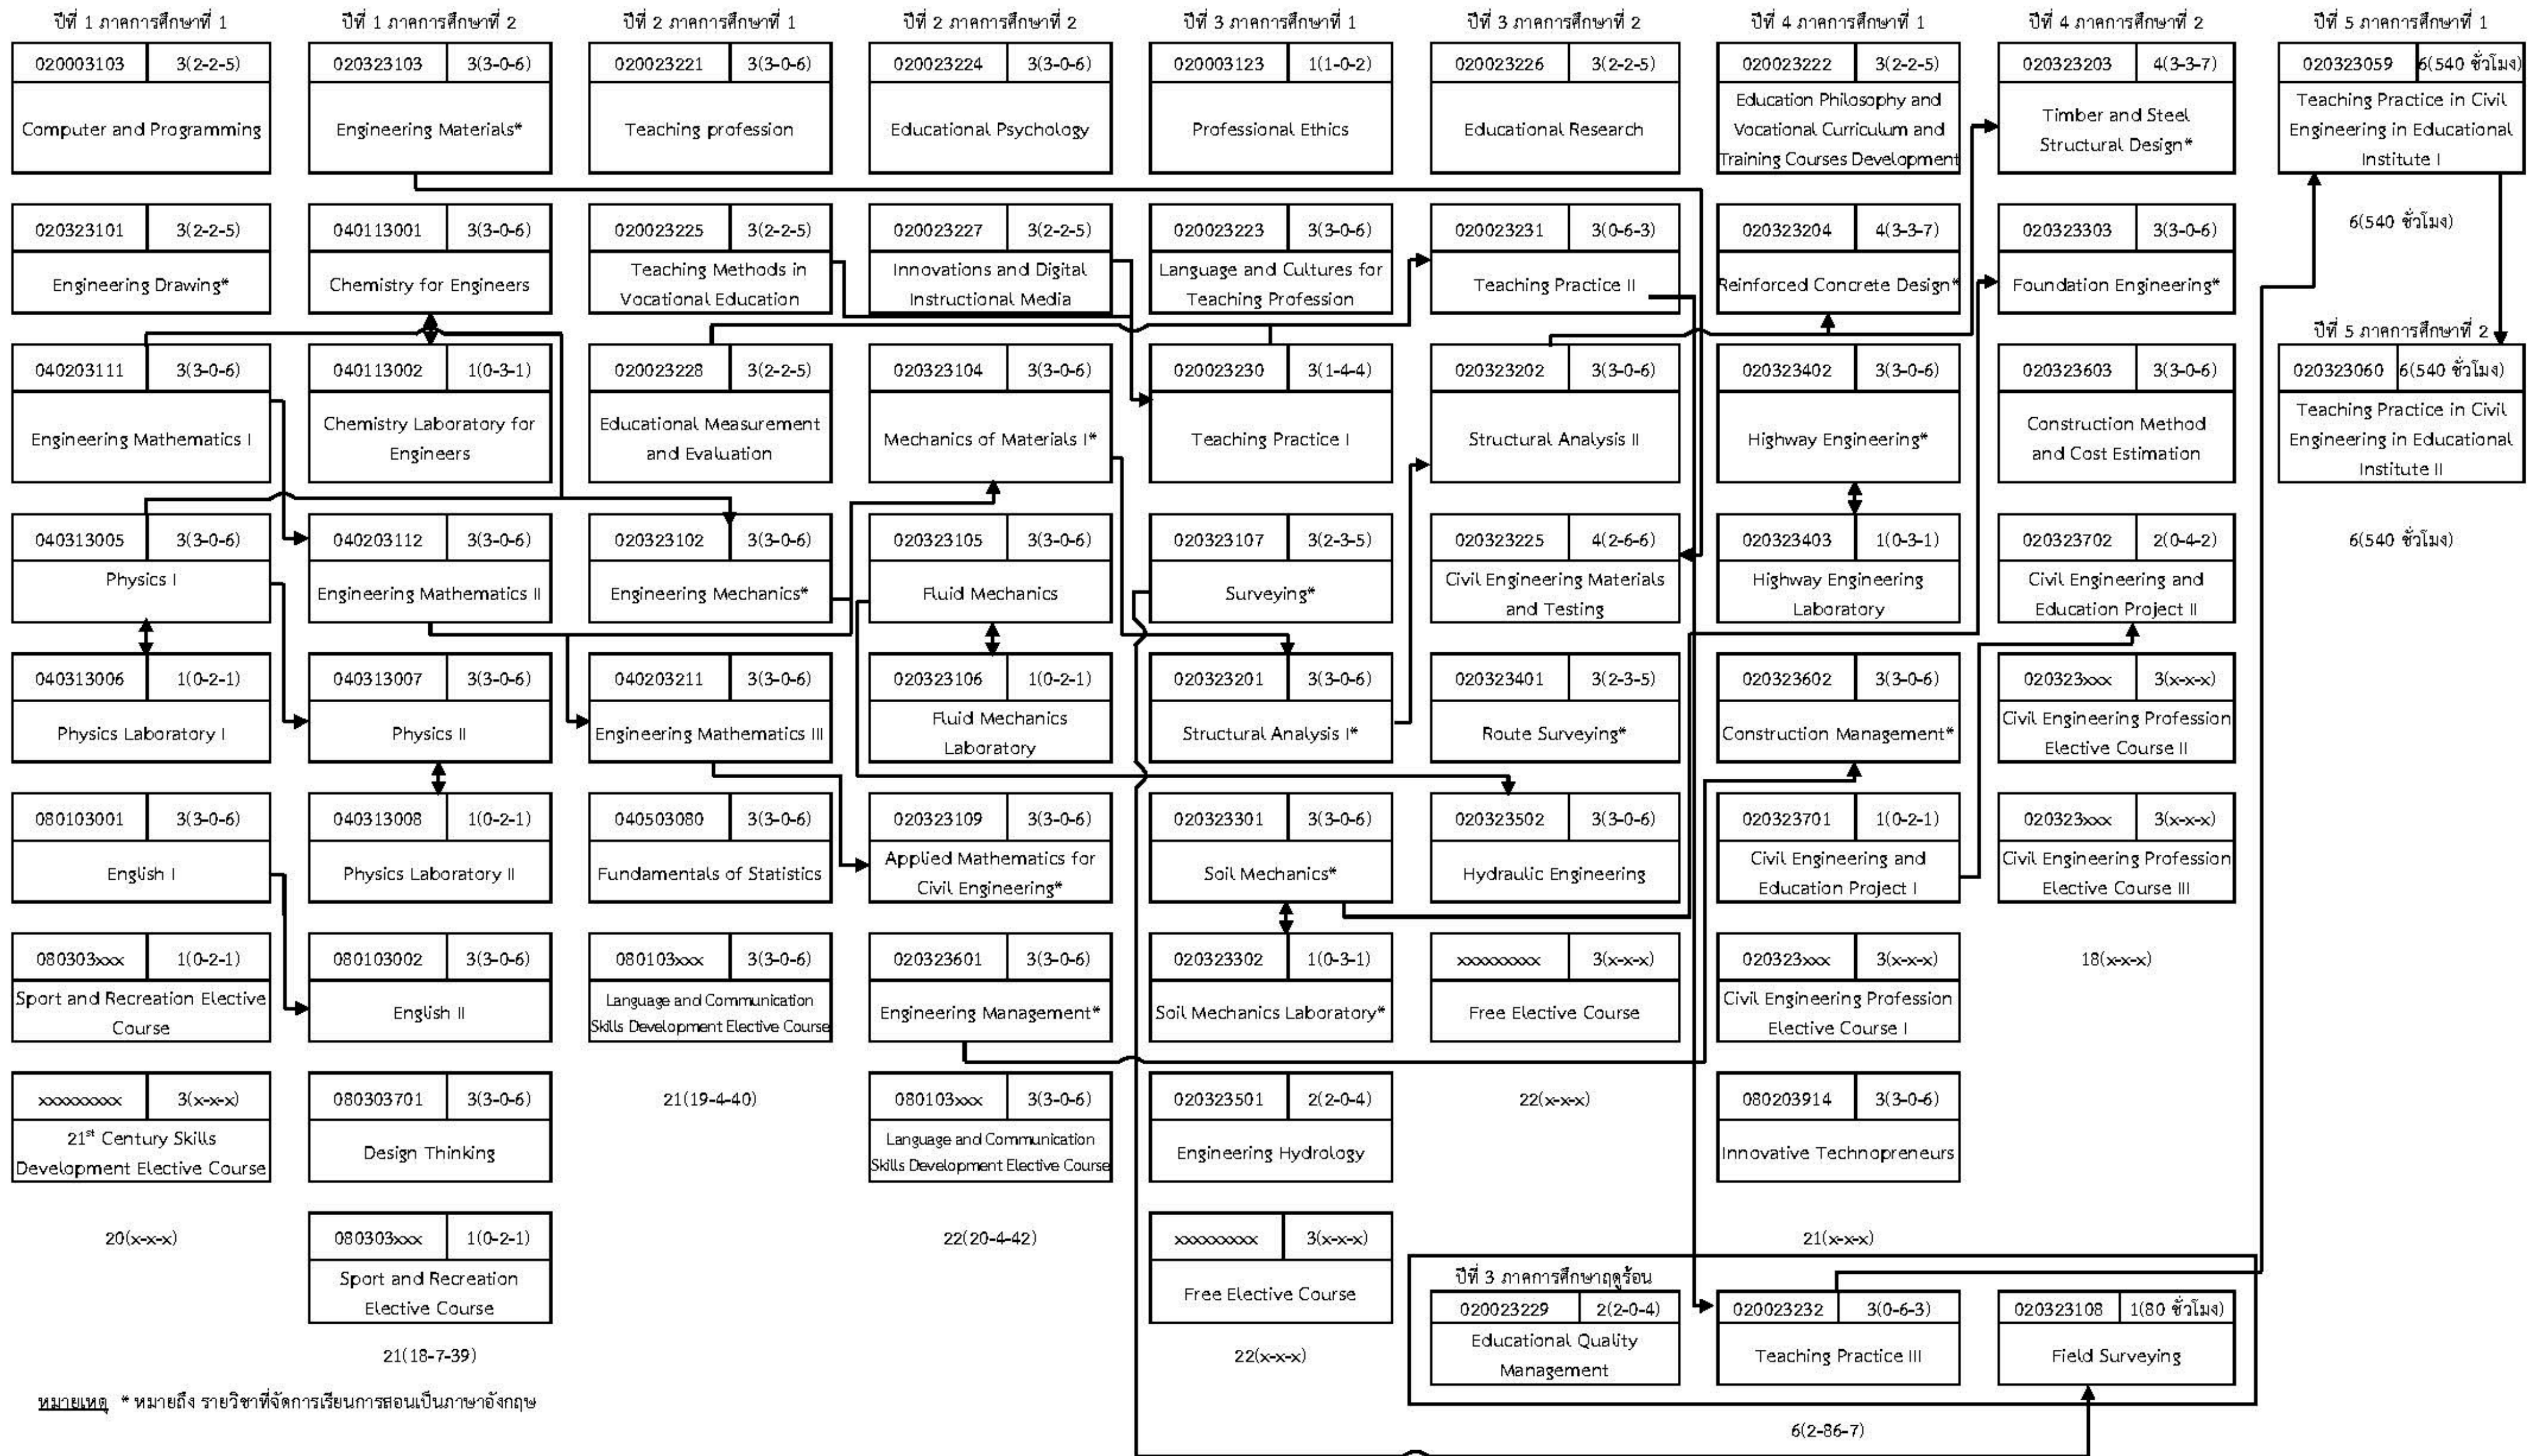 ปีที่ 1 ภาคการศึกษาที่ 1
020003103 3(2-2-5)
Computer and Programming
020323101 3(2-2-5)
Engineering Drawing*
040203111 3(3-0-6)
Engineering Mathematics I
040313005 3(3-0-6)
Physics I
040313006 1(0-2-1)
Physics Laboratory I
080103001 3(3-0-6)
English I
080303xxx 1(0-2-1)
Sport and Recreation Elective
Course
xxxxxxxxx 3(x-x-x)
21st Century Skills
Development Elective Course
20(x-x-x)
ปีที่ 1 ภาคการศึกษาที่ 2
020323103 3(3-0-6)
Engineering Materials*
040113001 3(3-0-6)
Chemistry for Engineers
040113002 1(0-3-1)
Chemistry Laboratory for
Engineers
040203112 3(3-0-6)
Engineering Mathematics II
040313007 3(3-0-6)
Physics II
040313008 1(0-2-1)
Physics Laboratory II
080103002 3(3-0-6)
English II
080303701 3(3-0-6)
Design Thinking
080303xxx 1(0-2-1)
Sport and Recreation
Elective Course
21(18-7-39)
ปีที่ 2 ภาคการศึกษาที่ 1
020023221 3(3-0-6)
Teaching profession
020023225 3(2-2-5)
Teaching Methods in
Vocational Education
020023228 3(2-2-5)
Educational Measurement
and Evaluation
020323102 3(3-0-6)
Engineering Mechanics*
040203211 3(3-0-6)
Engineering Mathematics III
040503080 3(3-0-6)
Fundamentals of Statistics
080103xxx 3(3-0-6)
Language and Communication
Skills Development Elective Course
21(19-4-40)
ปีที่ 2 ภาคการศึกษาที่ 2
020023224 3(3-0-6)
Educational Psychology
020023227 3(2-2-5)
Innovations and Digital
Instructional Media
020323104 3(3-0-6)
Mechanics of Materials I*
020323105 3(3-0-6)
Fluid Mechanics
020323106 1(0-2-1)
Fluid Mechanics
Laboratory
020323109 3(3-0-6)
Applied Mathematics for
Civil Engineering*
020323601 3(3-0-6)
Engineering Management*
080103xxx 3(3-0-6)
Language and Communication
Skills Development Elective Course
22(20-4-42)
ปีที่ 3 ภาคการศึกษาที่ 1
020003123 1(1-0-2)
Professional Ethics
020023223 3(3-0-6)
Language and Cultures for
Teaching Profession
020023230 3(1-4-4)
Teaching Practice I
020323107 3(2-3-5)
Surveying*
020323201 3(3-0-6)
Structural Analysis I*
020323301 3(3-0-6)
Soil Mechanics*
020323302 1(0-3-1)
Soil Mechanics Laboratory*
020323501 2(2-0-4)
Engineering Hydrology
xxxxxxxxx 3(x-x-x)
Free Elective Course
22(x-x-x)
ปีที่ 3 ภาคการศึกษาที่ 2
020023226 3(2-2-5)
Educational Research
020023231 3(0-6-3)
Teaching Practice II
020323202 3(3-0-6)
Structural Analysis II
020323225 4(2-6-6)
Civil Engineering Materials
and Testing
020323401 3(2-3-5)
Route Surveying*
020323502 3(3-0-6)
Hydraulic Engineering
xxxxxxxxx 3(x-x-x)
Free Elective Course
22(x-x-x)
ปีที่ 4 ภาคการศึกษาที่ 1
020023222 3(2-2-5)
Education Philosophy and
Vocational Curriculum and
Training Courses Development
020323204 4(3-3-7)
Reinforced Concrete Design*
020323402 3(3-0-6)
Highway Engineering*
020323403 1(0-3-1)
Highway Engineering
Laboratory
020323602 3(3-0-6)
Construction Management*
020323701 1(0-2-1)
Civil Engineering and
Education Project I
020323xxx 3(x-x-x)
Civil Engineering Profession
Elective Course I
080203914 3(3-0-6)
Innovative Technopreneurs
21(x-x-x)
ปีที่ 4 ภาคการศึกษาที่ 2
020323203 4(3-3-7)
Timber and Steel
Structural Design*
020323303 3(3-0-6)
Foundation Engineering*
020323603 3(3-0-6)
Construction Method
and Cost Estimation
020323702 2(0-4-2)
Civil Engineering and
Education Project II
020323xxx 3(x-x-x)
Civil Engineering Profession
Elective Course II
020323xxx 3(x-x-x)
Civil Engineering Profession
Elective Course III
18(x-x-x)
ปีที่ 5 ภาคการศึกษาที่ 1
020323059 6(540 ชั่วโมง)
Teaching Practice in Civil
Engineering in Educational
Institute I
6(540 ชั่วโมง)
ปีที่ 5 ภาคการศึกษาที่ 2
020323060 6(540 ชั่วโมง)
Teaching Practice in Civil
Engineering in Educational
Institute II
6(540 ชั่วโมง)
ปีที่ 3 ภาคการศึกษาฤดูร้อน
020023229 2(2-0-4)
Educational Quality
Management
020023232 3(0-6-3)
Teaching Practice III
020323108 1(80 ชั่วโมง)
Field Surveying
6(2-86-7)
หมายเหตุ * หมายถึง รายวิชาที่จัดการเรียนการสอนเป็นภาษาอังกฤษ